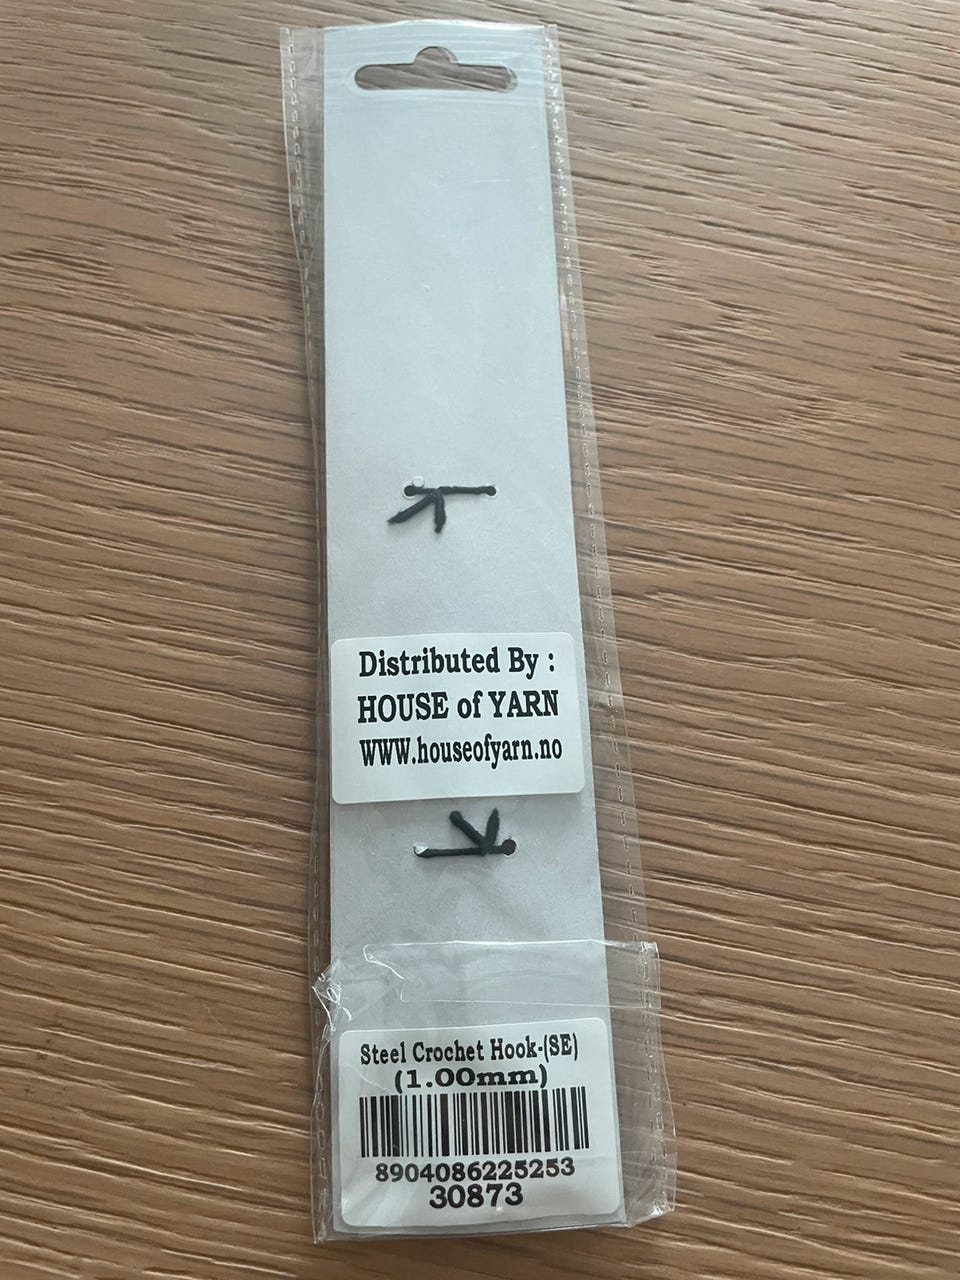 Distributed By :
HOUSE of YARN
WWW.houseofyarn.no
Steel Crochet Hook-(SE)
(1.00mm)
8904086225253
30873